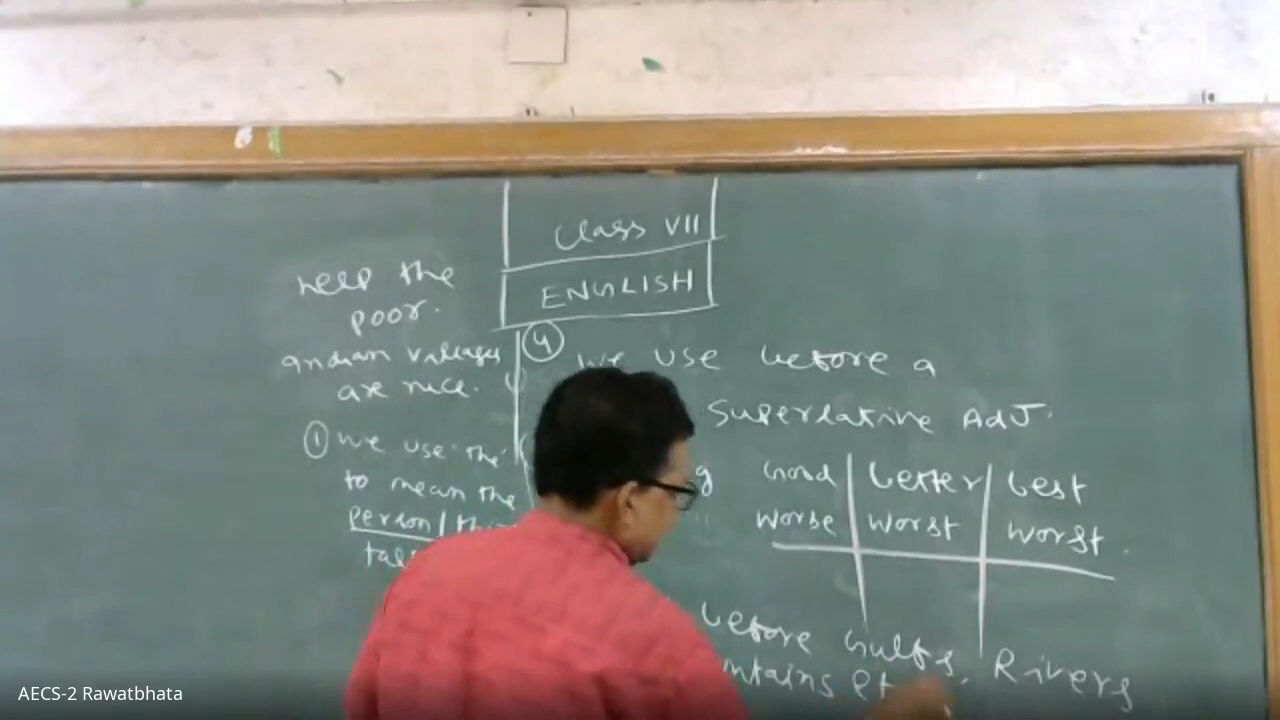 Class VII
ENGLISH
Help the
poor.
Indian villages
are nice.
① We use "the"
to mean the
person/
④ We use before a
Superlative Adj.
Good | better | best
Worse | Worst | Worst.
before Gulfs, Rivers
AECS-2 Rawatbhata